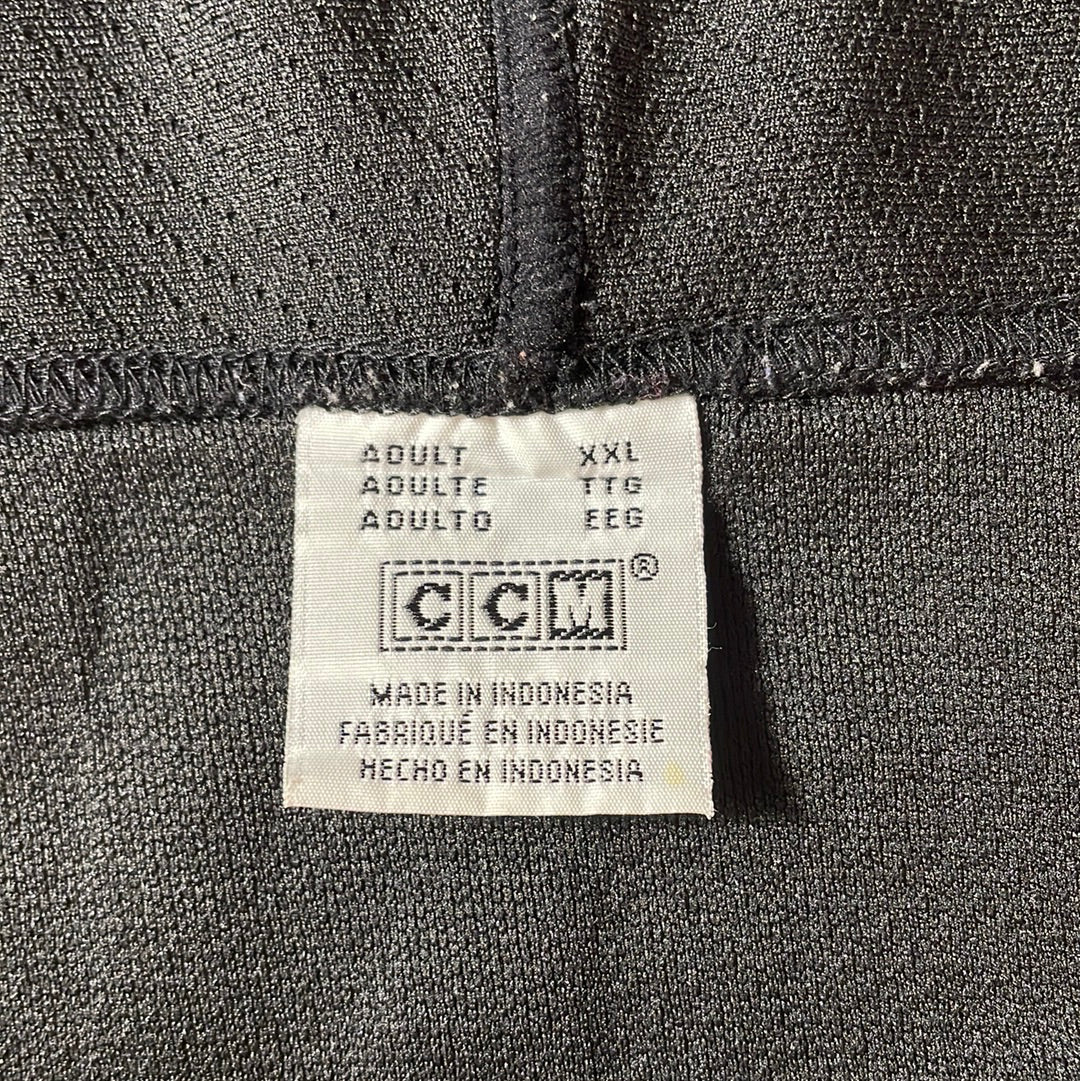 ADULT XXL
ADULTE TTG
ADULTO EEG
CCM®
MADE IN INDONESIA
FABRIQUÉ EN INDONESIE
HECHO EN INDONESIA